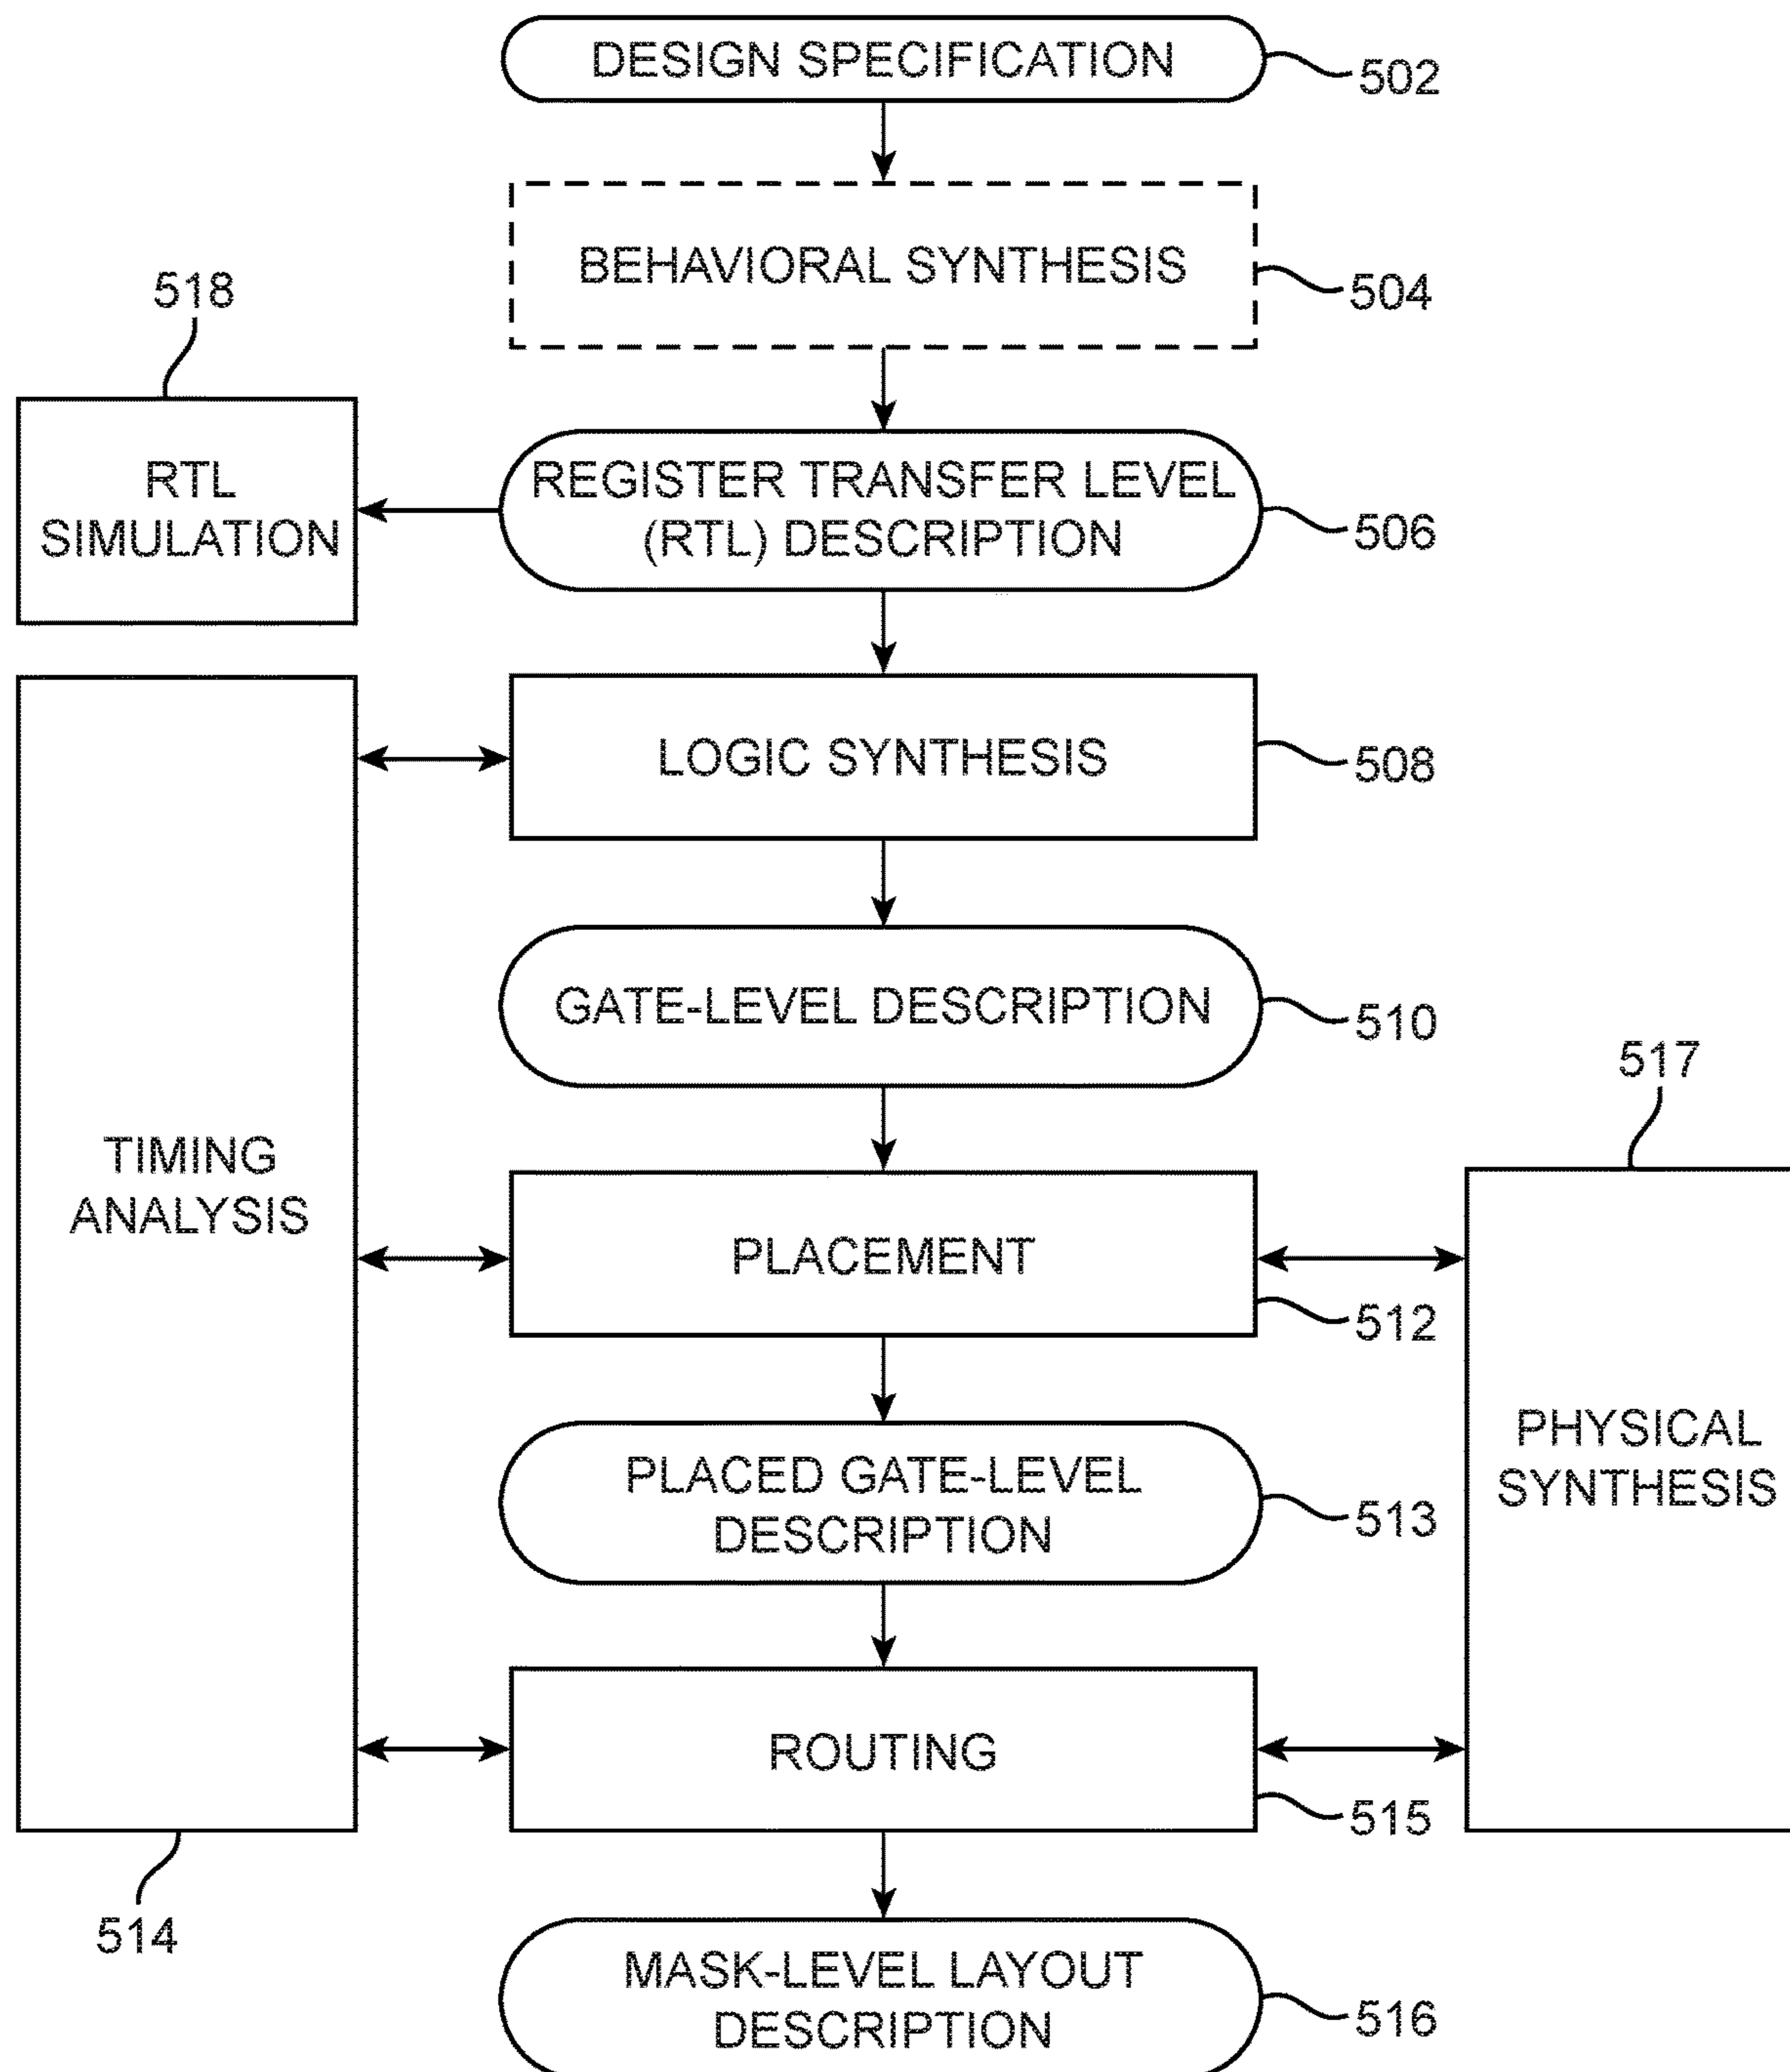 DESIGN SPECIFICATION
502
BEHAVIORAL SYNTHESIS
504
518
RTL
SIMULATION
REGISTER TRANSFER LEVEL
(RTL) DESCRIPTION
506
LOGIC SYNTHESIS
508
GATE-LEVEL DESCRIPTION
510
517
TIMING
ANALYSIS
PLACEMENT
512
PHYSICAL
SYNTHESIS
PLACED GATE-LEVEL
DESCRIPTION
513
ROUTING
515
514
MASK-LEVEL LAYOUT
DESCRIPTION
516